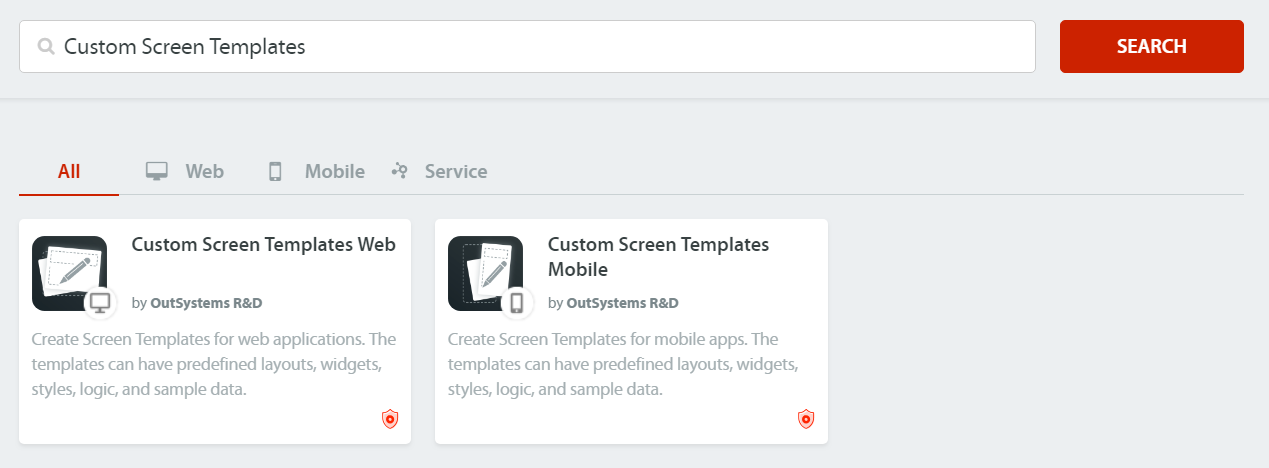 Custom Screen Templates
SEARCH
All
Web
Mobile
Service
Custom Screen Templates Web
by OutSystems R&D
Create Screen Templates for web applications. The
templates can have predefined layouts, widgets,
styles, logic, and sample data.
Custom Screen Templates
Mobile
by OutSystems R&D
Create Screen Templates for mobile apps. The
templates can have predefined layouts, widgets,
styles, logic, and sample data.